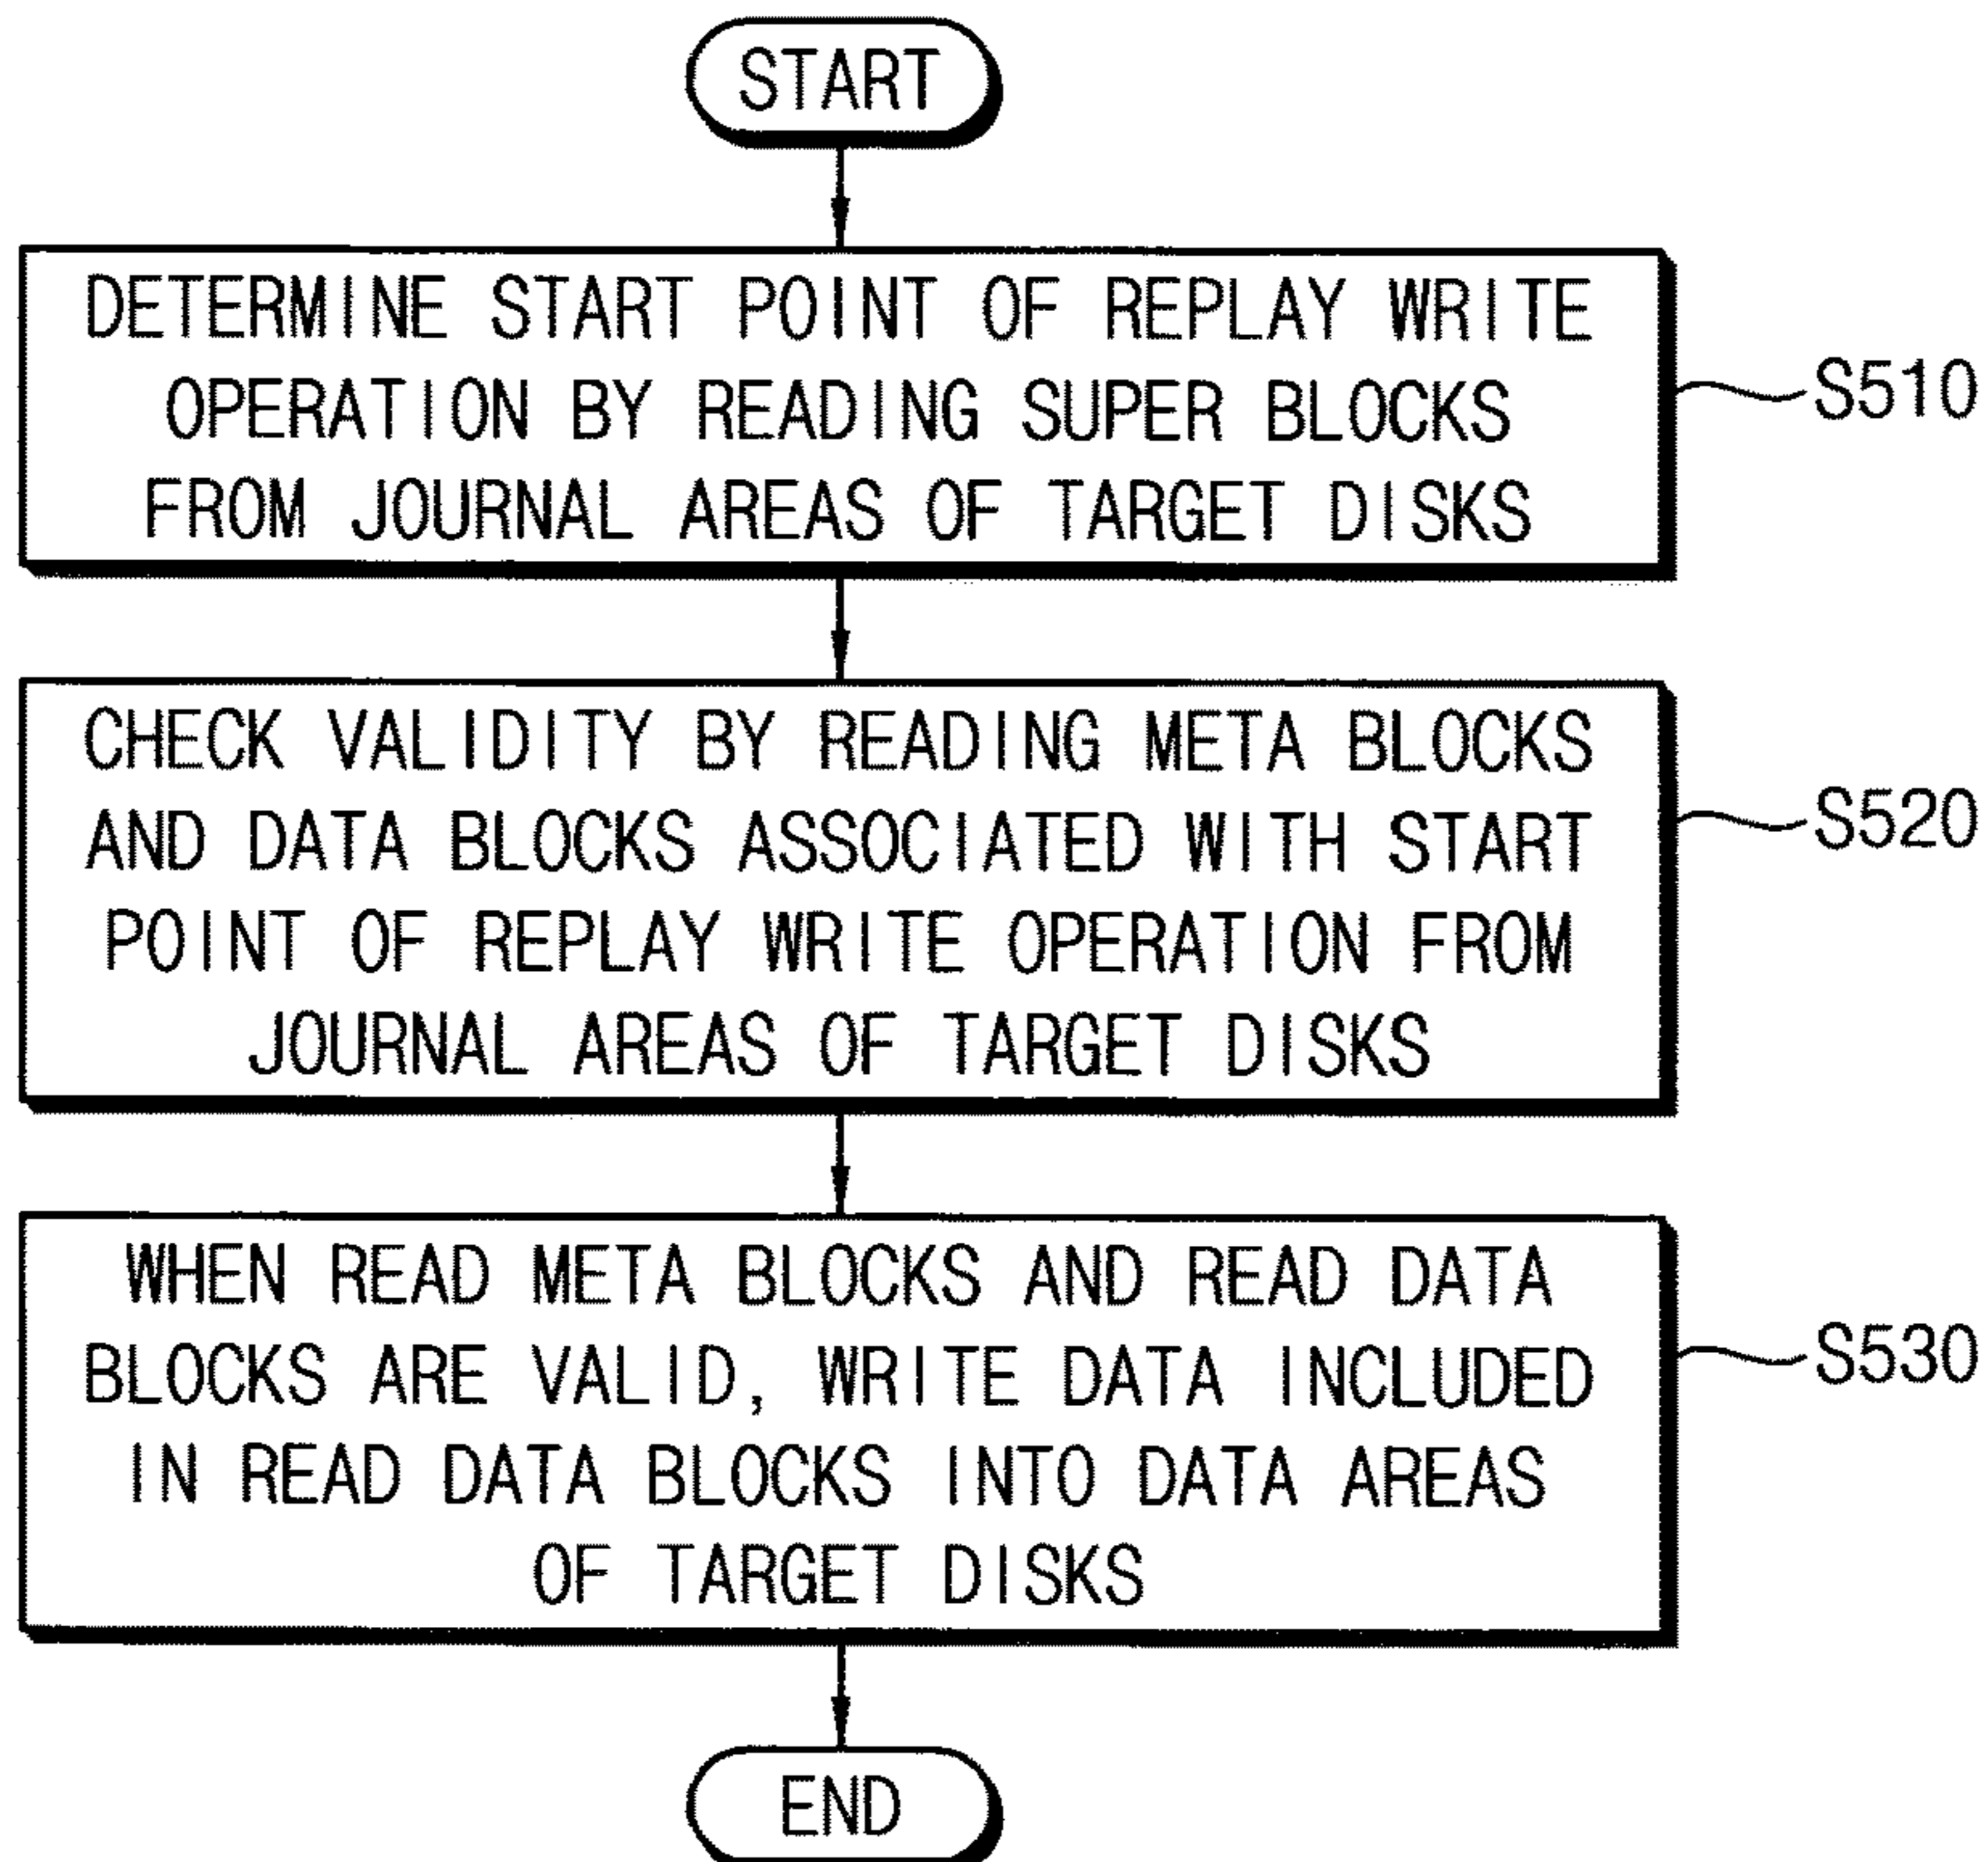 START
DETERMINE START POINT OF REPLAY WRITE
OPERATION BY READING SUPER BLOCKS
FROM JOURNAL AREAS OF TARGET DISKS
S510
CHECK VALIDITY BY READING META BLOCKS
AND DATA BLOCKS ASSOCIATED WITH START
POINT OF REPLAY WRITE OPERATION FROM
JOURNAL AREAS OF TARGET DISKS
S520
WHEN READ META BLOCKS AND READ DATA
BLOCKS ARE VALID, WRITE DATA INCLUDED
IN READ DATA BLOCKS INTO DATA AREAS
OF TARGET DISKS
S530
END